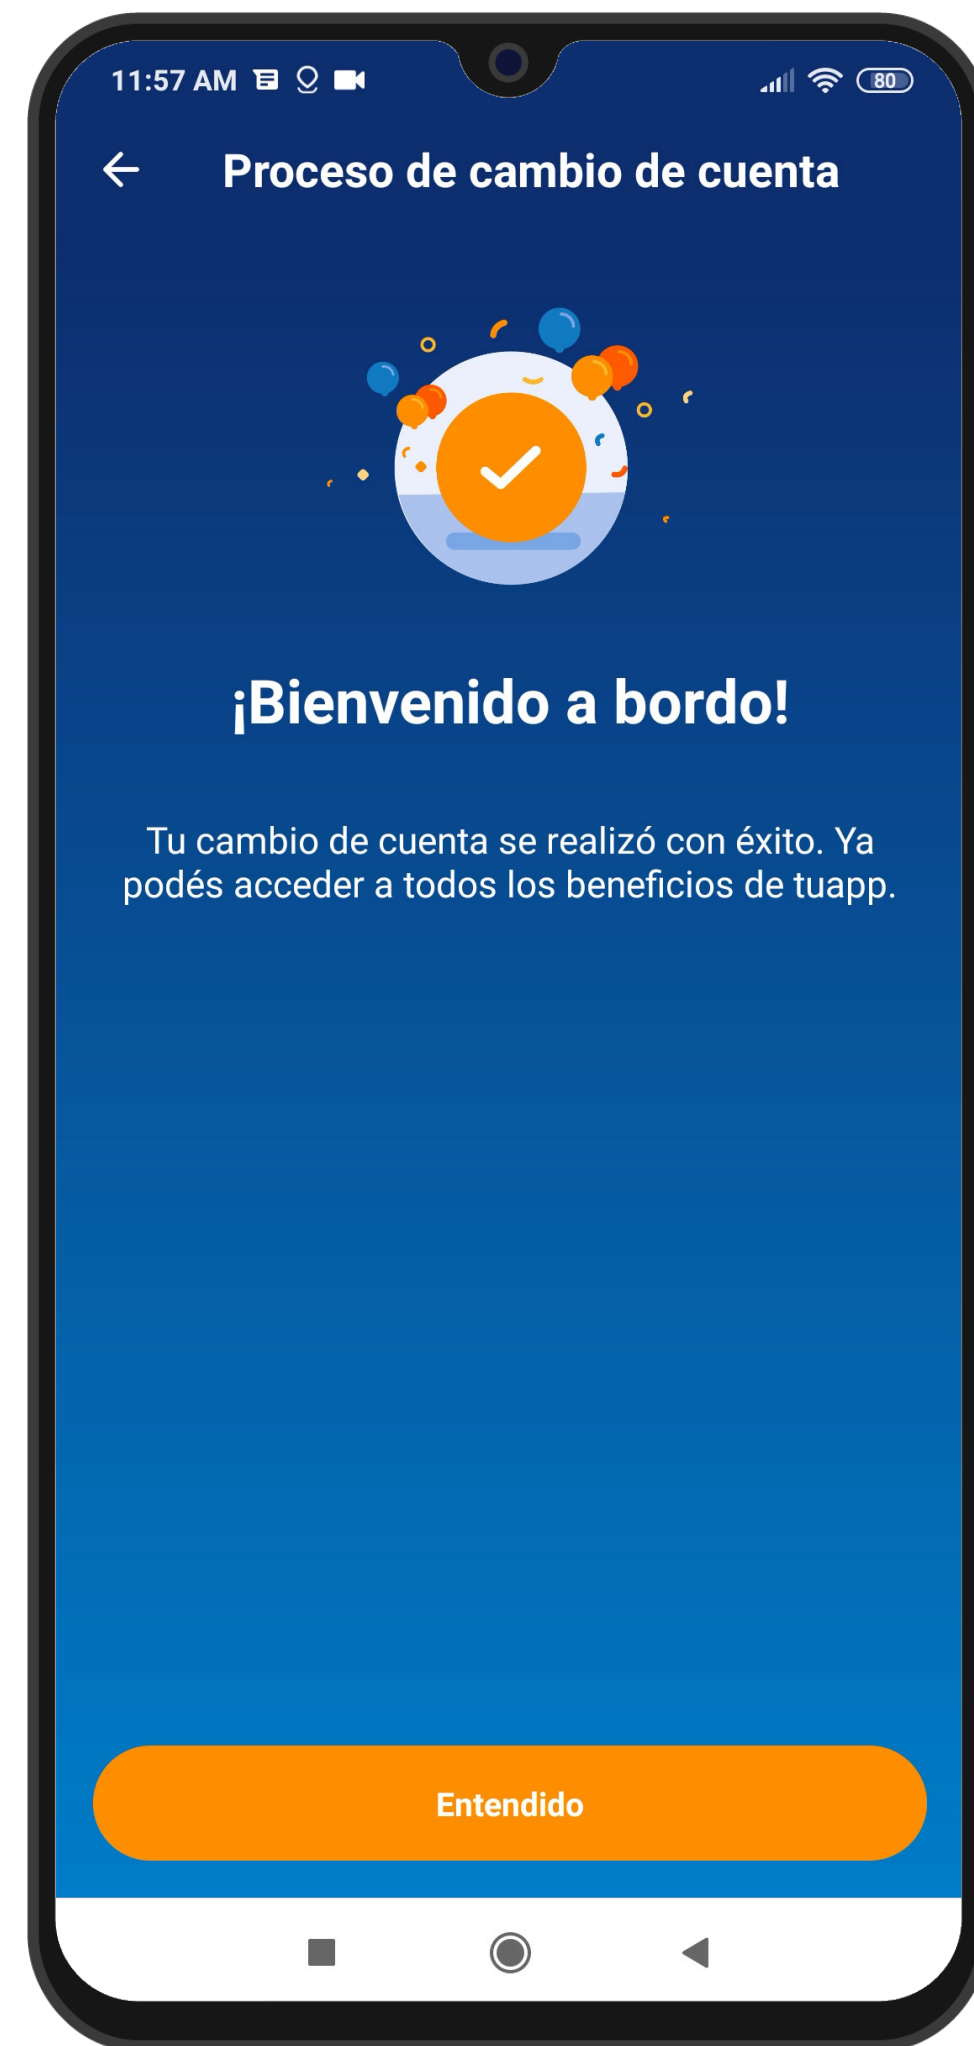 11:57 AM
80
Proceso de cambio de cuenta
¡Bienvenido a bordo!
Tu cambio de cuenta se realizó con éxito. Ya
podés acceder a todos los beneficios de tuapp.
Entendido